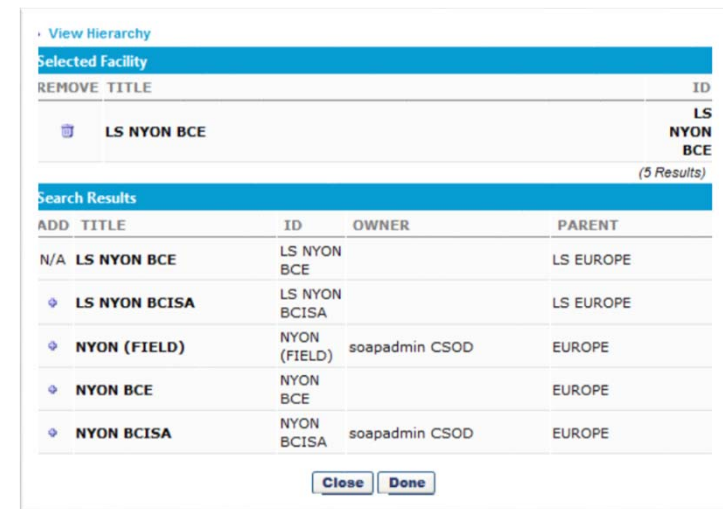 View Hierarchy
Selected Facility
REMOVE TITLE ID
LS NYON BCE LS
NYON
BCE
(5 Results)
Search Results
ADD TITLE ID OWNER PARENT
N/A LS NYON BCE LS NYON BCE LS EUROPE
LS NYON BCISA LS NYON BCISA LS EUROPE
NYON (FIELD) NYON (FIELD) soapadmin CSOD EUROPE
NYON BCE NYON BCE EUROPE
NYON BCISA NYON BCISA soapadmin CSOD EUROPE
Close Done